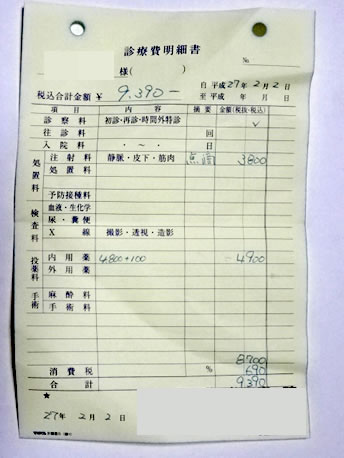 診療費明細書
No.
様( )
自 平成27年2月2日
税込合計金額 ¥ 9,390-
至 平成 年 月 日
項目 内容 摘要 金額(税抜・税込)
診察料 初診・再診・時間外特診 ✓
往診料 回
入院料 ・ ~ ・ 日
処置料 注射料 静脈・皮下・筋肉 3800
処置料
予防接種料
検査料 血液・生化学
尿・糞便
X線 撮影・透視・造影
投薬料 内用薬 4800+100 4900
外用薬
手術 麻酔料
手術料
8700
消費税 690
合計 9390
★
27年 2月 2日